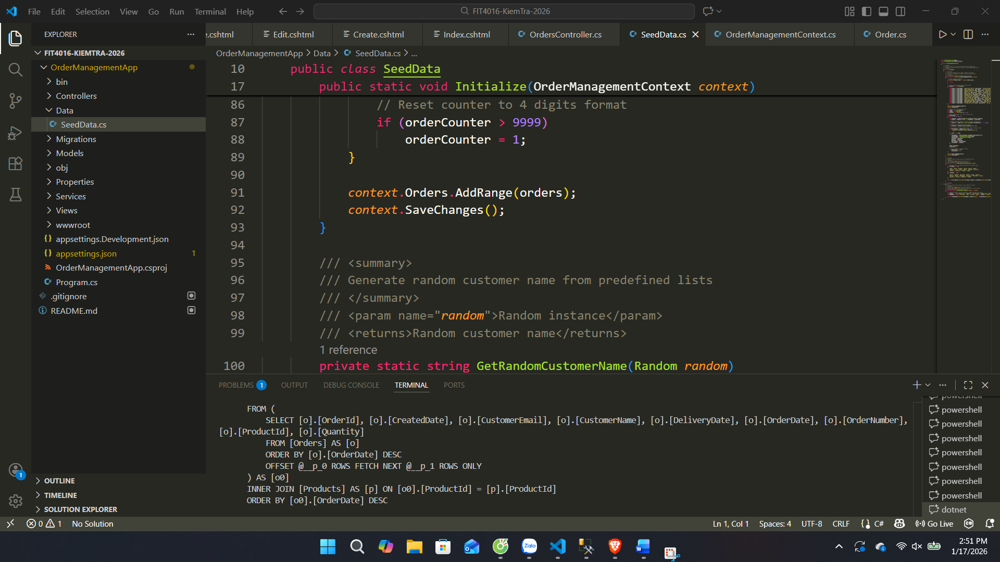 File Edit Selection View Go Run Terminal Help
FIT4016-KiemTra-2026
EXPLORER
e.cshtml
Edit.cshtml
Create.cshtml
Index.cshtml
OrdersController.cs
SeedData.cs
OrderManagementContext.cs
Order.cs
FIT4016-KIEMTRA-2026
OrderManagementApp
bin
Controllers
Data
SeedData.cs
Migrations
Models
obj
Properties
Services
Views
wwwroot
appsettings.Development.json
appsettings.json 1
OrderManagementApp.csproj
Program.cs
.gitignore
README.md
OUTLINE
TIMELINE
SOLUTION EXPLORER
OrderManagementApp > Data > SeedData.cs > ...
10 public class SeedData
17 public static void Initialize(OrderManagementContext context)
86 // Reset counter to 4 digits format
87 if (orderCounter > 9999)
88 orderCounter = 1;
89 }
90
91 context.Orders.AddRange(orders);
92 context.SaveChanges();
93 }
94
95 /// <summary>
96 /// Generate random customer name from predefined lists
97 /// </summary>
98 /// <param name="random">Random instance</param>
99 /// <returns>Random customer name</returns>
1 reference
100 private static string GetRandomCustomerName(Random random)
PROBLEMS 1 OUTPUT DEBUG CONSOLE TERMINAL PORTS
FROM (
SELECT [o].[OrderId], [o].[CreatedDate], [o].[CustomerEmail], [o].[CustomerName], [o].[DeliveryDate], [o].[OrderDate], [o].[OrderNumber],
[o].[ProductId], [o].[Quantity]
FROM [Orders] AS [o]
ORDER BY [o].[OrderDate] DESC
OFFSET @__p_0 ROWS FETCH NEXT @__p_1 ROWS ONLY
) AS [o0]
INNER JOIN [Products] AS [p] ON [o0].[ProductId] = [p].[ProductId]
ORDER BY [o0].[OrderDate] DESC
powershell
powershell
powershell
powershell
powershell
powershell
powershell
powershell
dotnet
1
0 1 No Solution
Ln 1, Col 1 Spaces: 4 UTF-8 CRLF C# Go Live
Zalo
2:51 PM
1/17/2026